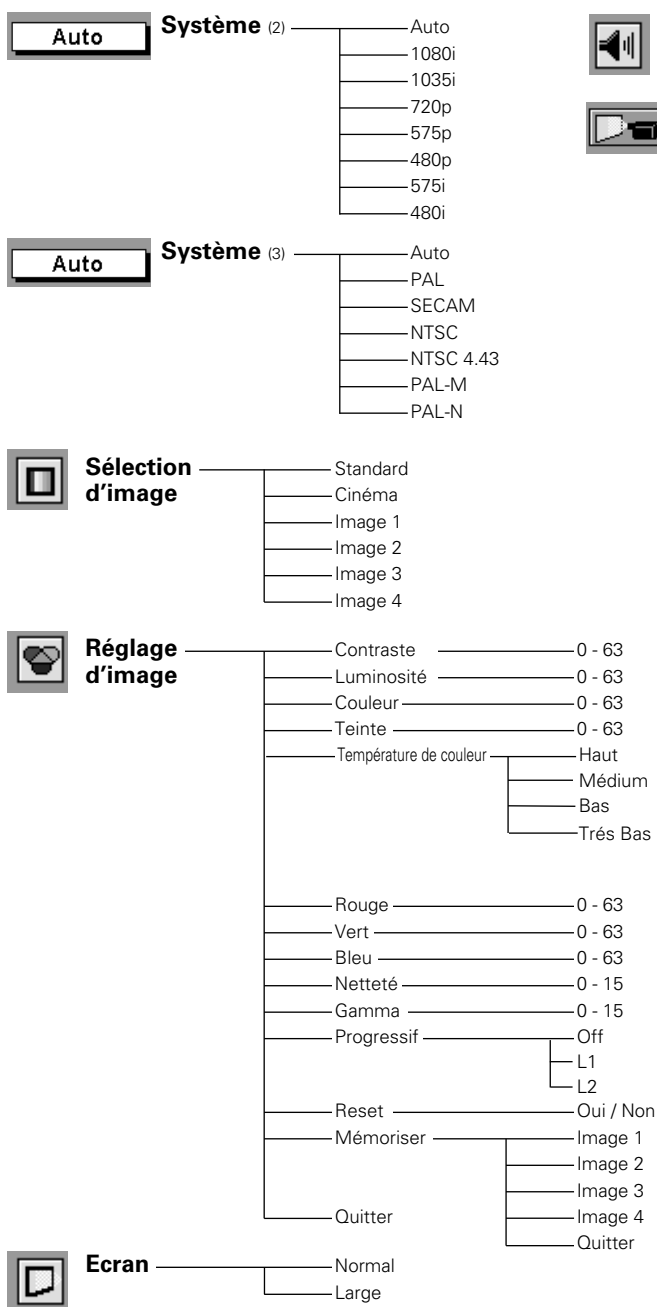 Auto
Système (2)
Auto
1080i
1035i
720p
575p
480p
575i
480i
Auto
Système (3)
Auto
PAL
SECAM
NTSC
NTSC 4.43
PAL-M
PAL-N
Sélection
d'image
Standard
Cinéma
Image 1
Image 2
Image 3
Image 4
Réglage
d'image
Contraste 0 - 63
Luminosité 0 - 63
Couleur 0 - 63
Teinte 0 - 63
Température de couleur Haut
Médium
Bas
Trés Bas
Rouge 0 - 63
Vert 0 - 63
Bleu 0 - 63
Netteté 0 - 15
Gamma 0 - 15
Progressif Off
L1
L2
Reset Oui / Non
Mémoriser Image 1
Image 2
Image 3
Quitter Image 4
Quitter
Ecran Normal
Large